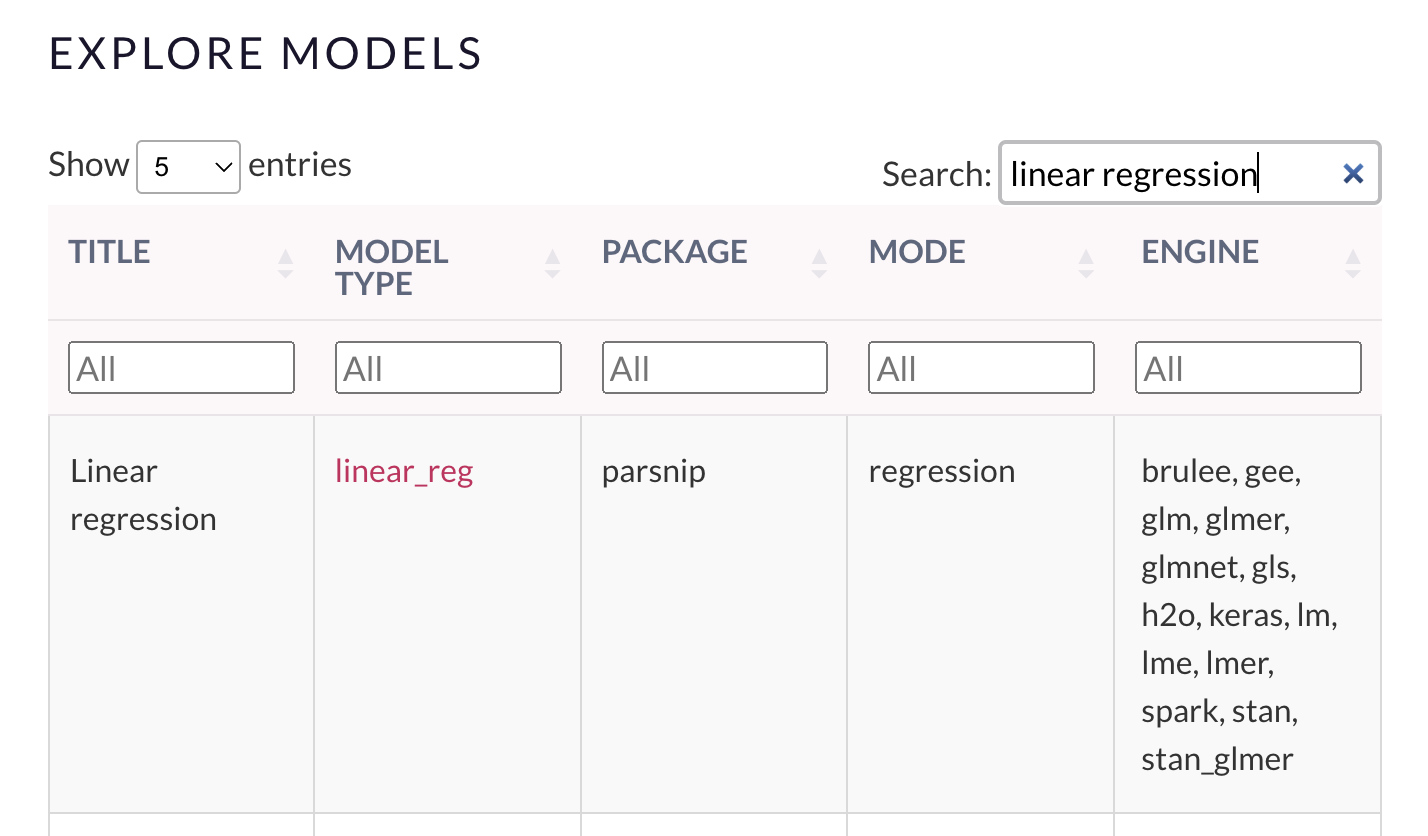 EXPLORE MODELS
Show 5 entries
Search: linear regression
TITLE
MODEL
TYPE
PACKAGE
MODE
ENGINE
All
All
All
All
All
Linear
regression
linear_reg
parsnip
regression
brulee, gee,
glm, glmer,
glmnet, gls,
h2o, keras, lm,
lme, lmer,
spark, stan,
stan_glmer